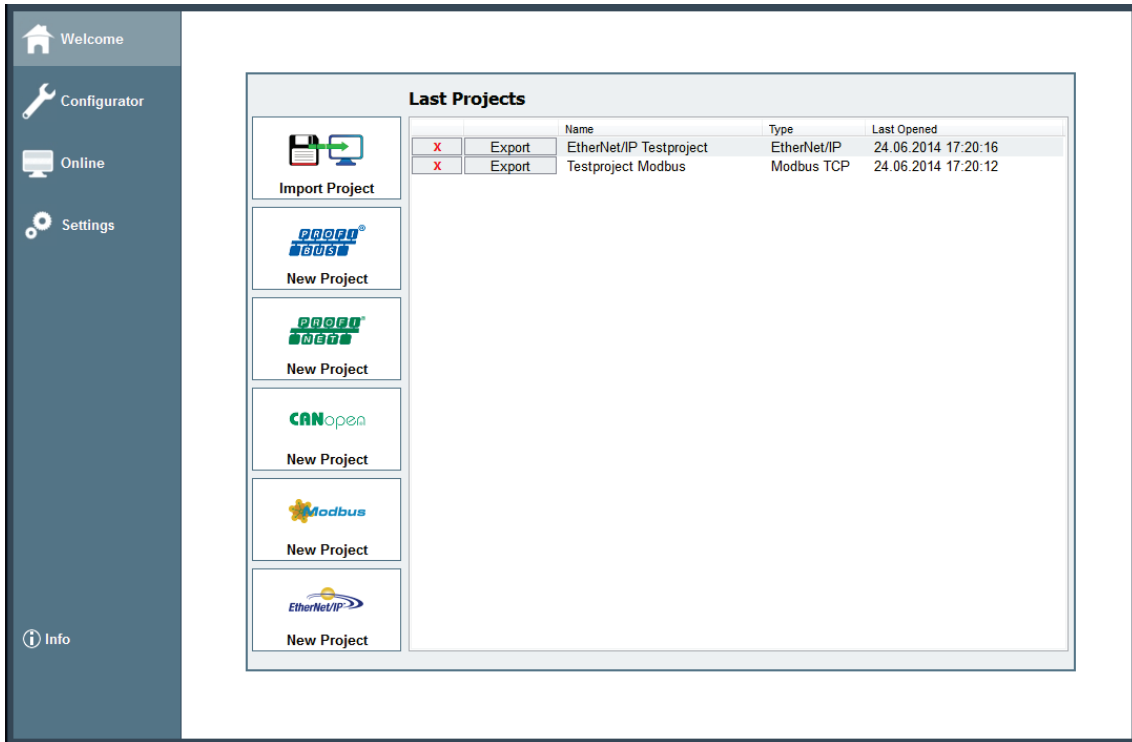 Welcome
Configurator
Online
Settings
Info
Last Projects
Import Project
PROFI®
BUS
New Project
PROFI®
NET
New Project
CANopen
New Project
Modbus
New Project
EtherNet/IP
New Project
Name Type Last Opened
X Export EtherNet/IP Testproject EtherNet/IP 24.06.2014 17:20:16
X Export Testproject Modbus Modbus TCP 24.06.2014 17:20:12